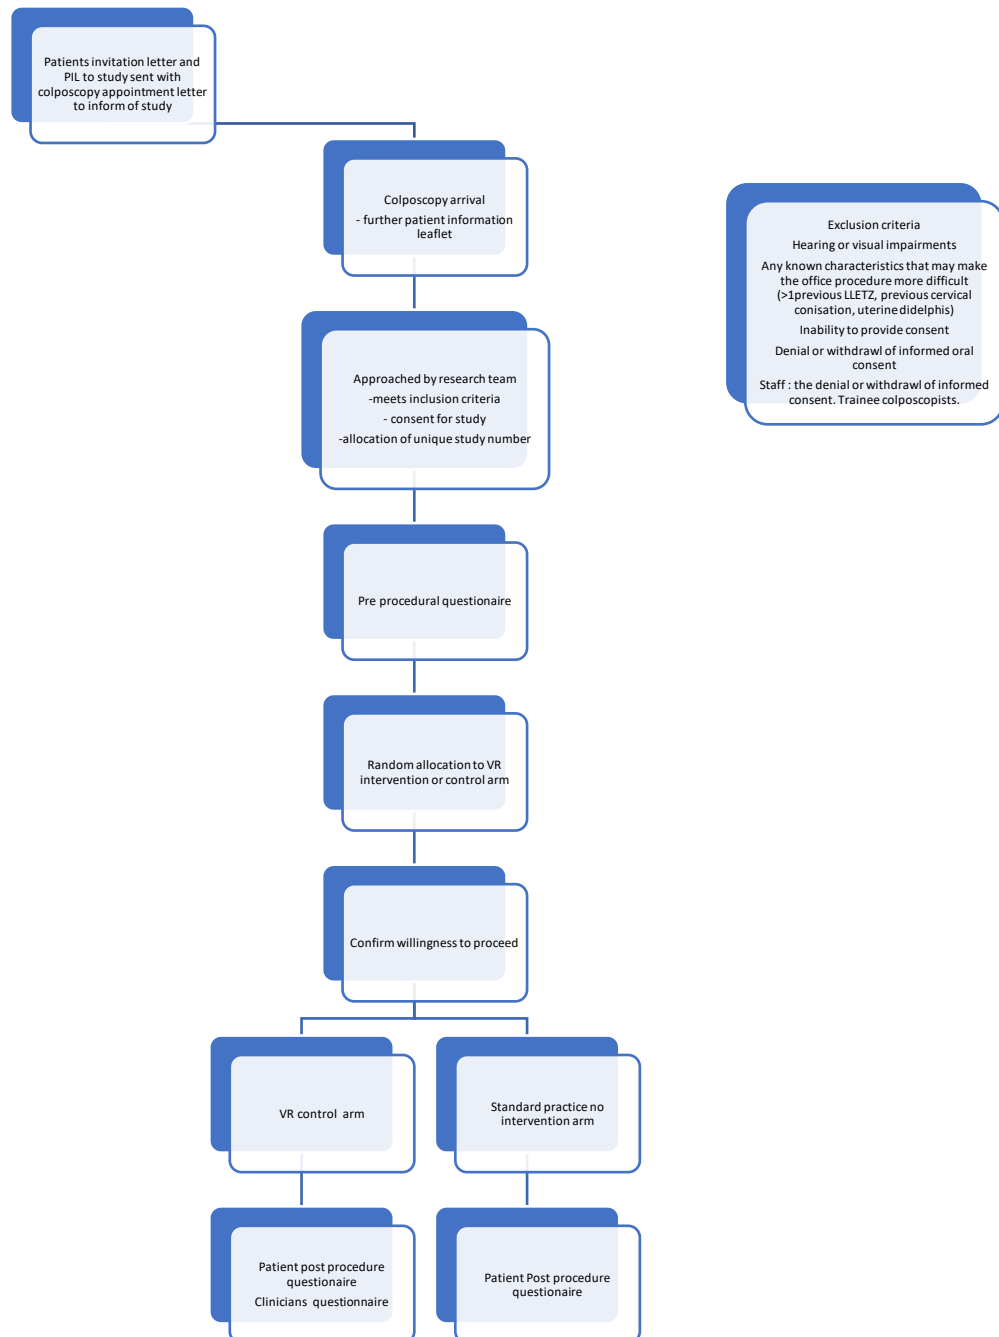 Patients invitation letter and
PIL to study sent with
colposcopy appointment letter
to inform of study
Colposcopy arrival
- further patient information
leaflet
Exclusion criteria
Hearing or visual impairments
Any known characteristics that may make
the office procedure more difficult
(>1previous LLETZ, previous cervical
conisation, uterine didelphis)
Inability to provide consent
Denial or withdrawl of informed oral
consent
Staff : the denial or withdrawl of informed
consent. Trainee colposcopists.
Approached by research team
-meets inclusion criteria
- consent for study
-allocation of unique study number
Pre procedural questionaire
Random allocation to VR
intervention or control arm
Confirm willingness to proceed
VR control arm
Standard practice no
intervention arm
Patient post procedure
questionaire
Clinicians questionnaire
Patient Post procedure
questionaire